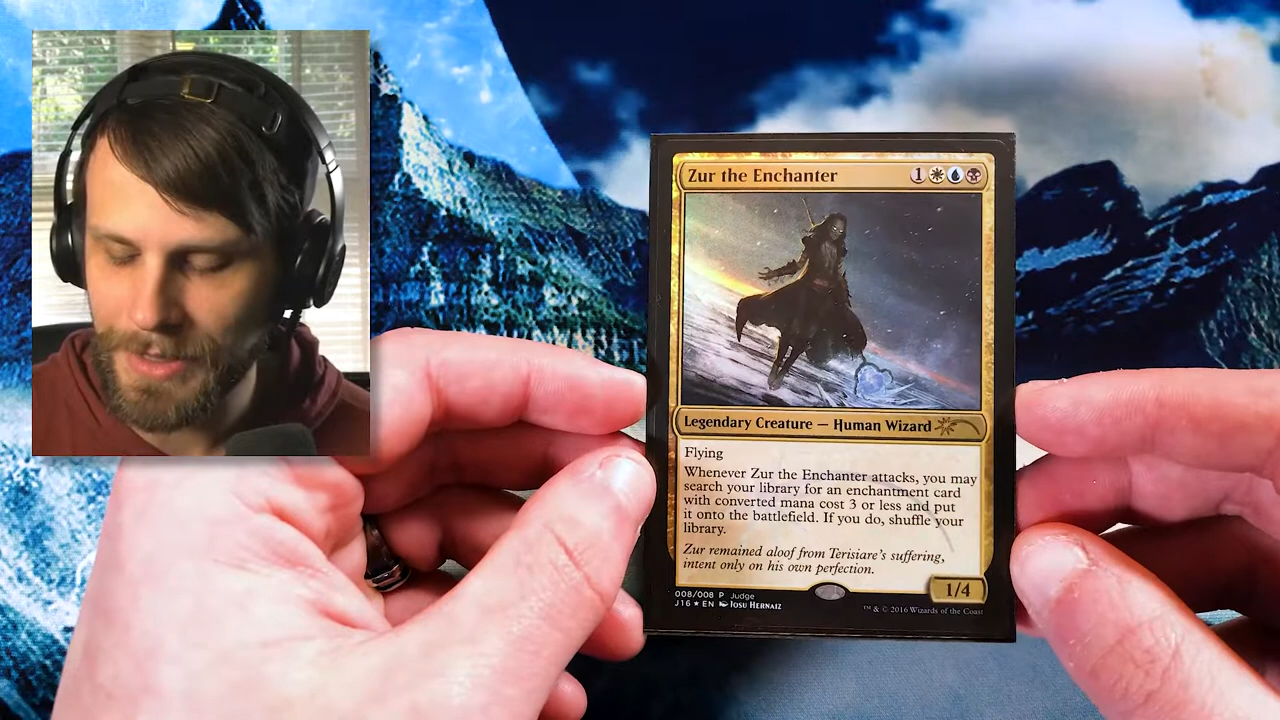 Zur the Enchanter 1
Legendary Creature — Human Wizard
Flying
Whenever Zur the Enchanter attacks, you may
search your library for an enchantment card
with converted mana cost 3 or less and put
it onto the battlefield. If you do, shuffle your
library.
Zur remained aloof from Terisiare's suffering,
intent only on his own perfection.
1/4
008/008 P Judge
J16 ★ EN Josu Hernaiz
™ & © 2016 Wizards of the Coast